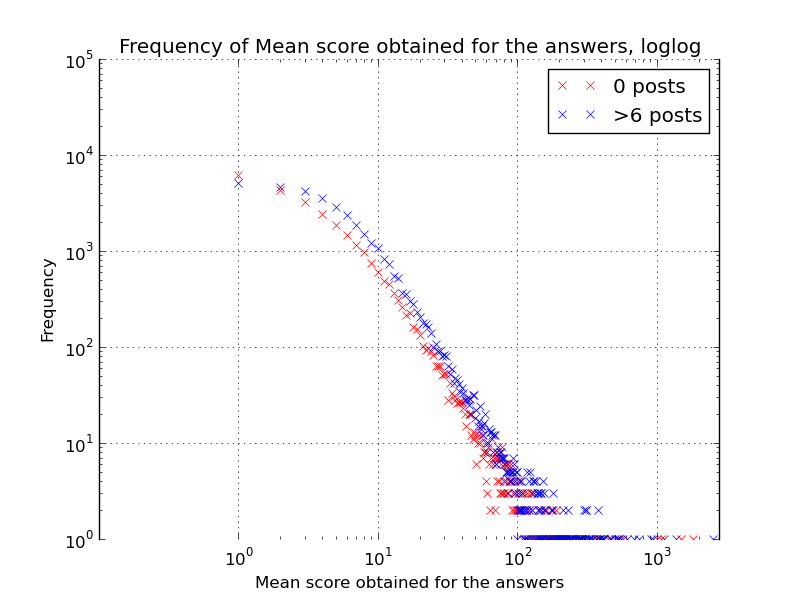 Frequency of Mean score obtained for the answers, loglog
0 posts
>6 posts
10^5
10^4
10^3
10^2
10^1
10^0
Frequency
10^0 10^1 10^2 10^3
Mean score obtained for the answers